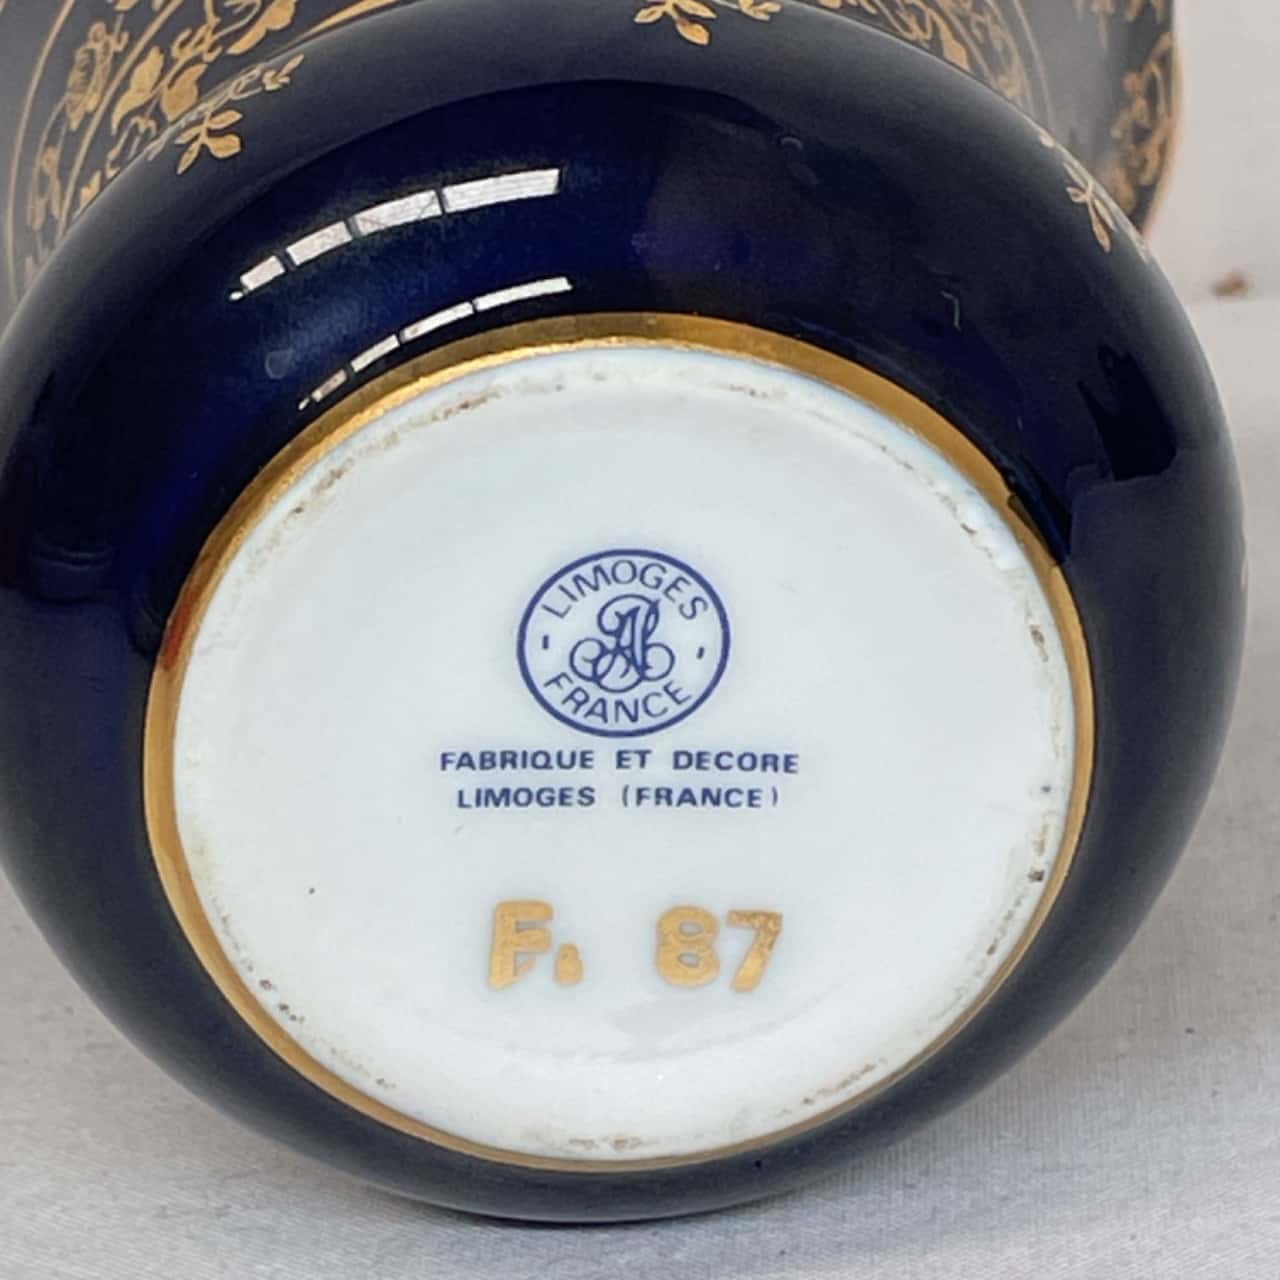 LIMOGES
FRANCE
FABRIQUE ET DECORE
LIMOGES (FRANCE)
F. 87